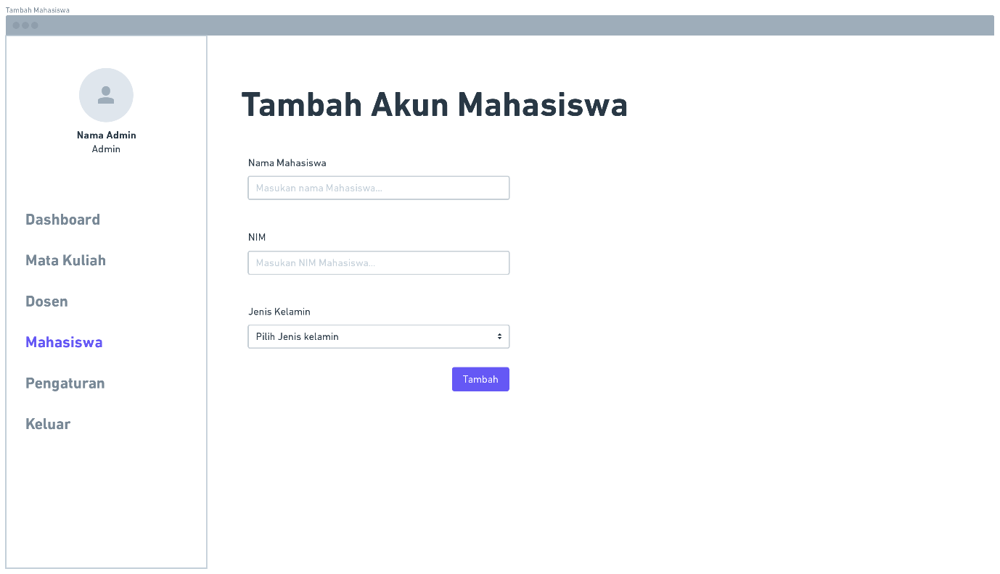 Tambah Mahasiswa
Nama Admin
Admin
Dashboard
Mata Kuliah
Dosen
Mahasiswa
Pengaturan
Keluar
Tambah Akun Mahasiswa
Nama Mahasiswa
Masukan nama Mahasiswa...
NIM
Masukan NIM Mahasiswa...
Jenis Kelamin
Pilih Jenis kelamin
Tambah